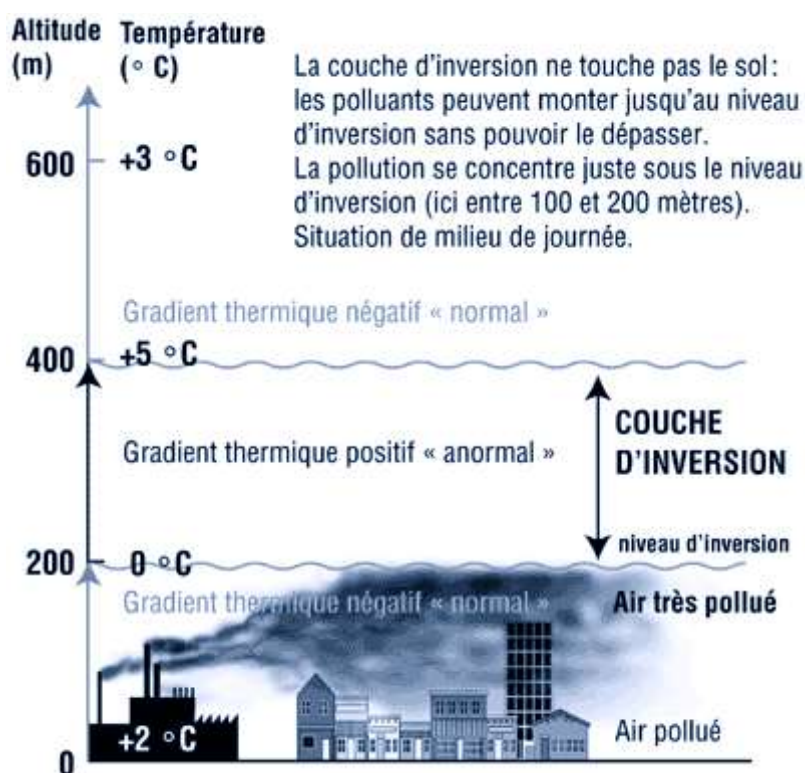 Altitude
(m)
Température
(° C)
La couche d'inversion ne touche pas le sol :
les polluants peuvent monter jusqu'au niveau
d'inversion sans pouvoir le dépasser.
La pollution se concentre juste sous le niveau
d'inversion (ici entre 100 et 200 mètres).
Situation de milieu de journée.
600
+3 °C
Gradient thermique négatif « normal »
400
+5 °C
Gradient thermique positif « anormal »
COUCHE
D'INVERSION
niveau d'inversion
200
0 °C
Gradient thermique négatif « normal »
Air très pollué
+2 °C
Air pollué
0